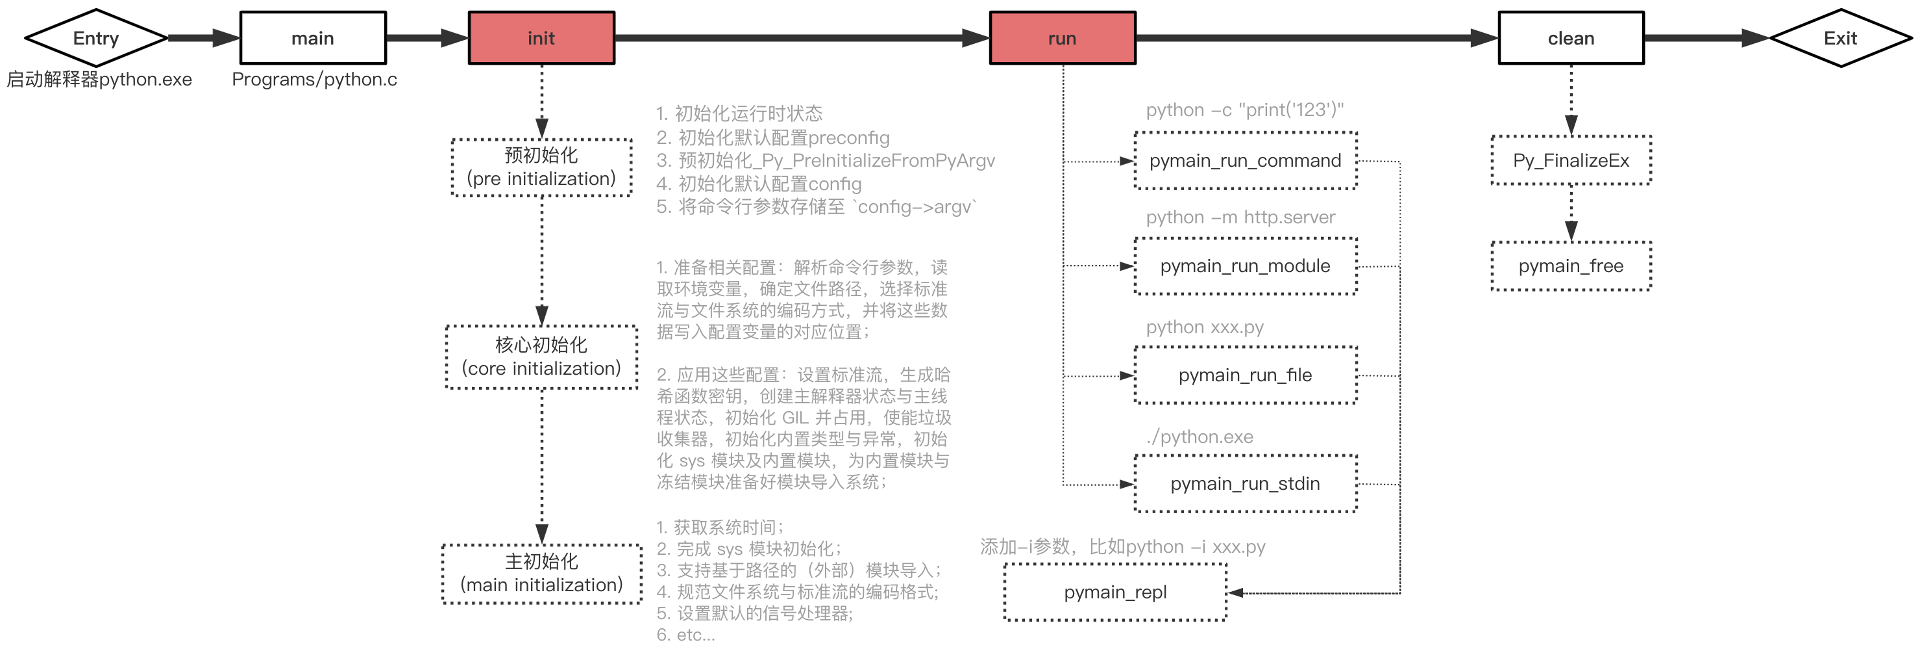 Entry
main
init
run
clean
Exit
启动解释器python.exe
Programs/python.c
预初始化
(pre initialization)
1. 初始化运行时状态
2. 初始化默认配置preconfig
3. 预初始化_Py_PreInitializeFromPyArgv
4. 初始化默认配置config
5. 将命令行参数存储至 `config->argv`
核心初始化
(core initialization)
1. 准备相关配置：解析命令行参数，读
取环境变量，确定文件路径，选择标准
流与文件系统的编码方式，并将这些数
据写入配置变量的对应位置；
2. 应用这些配置：设置标准流，生成哈
希函数密钥，创建主解释器状态与主线
程状态，初始化 GIL 并占用，使能垃圾
收集器，初始化内置类型与异常，初始
化 sys 模块及内置模块，为内置模块与
冻结模块准备好模块导入系统；
主初始化
(main initialization)
1. 获取系统时间；
2. 完成 sys 模块初始化；
3. 支持基于路径的（外部）模块导入；
4. 规范文件系统与标准流的编码格式;
5. 设置默认的信号处理器;
6. etc...
python -c "print('123')"
pymain_run_command
python -m http.server
pymain_run_module
python xxx.py
pymain_run_file
./python.exe
pymain_run_stdin
添加-i参数，比如python -i xxx.py
pymain_repl
Py_FinalizeEx
pymain_free